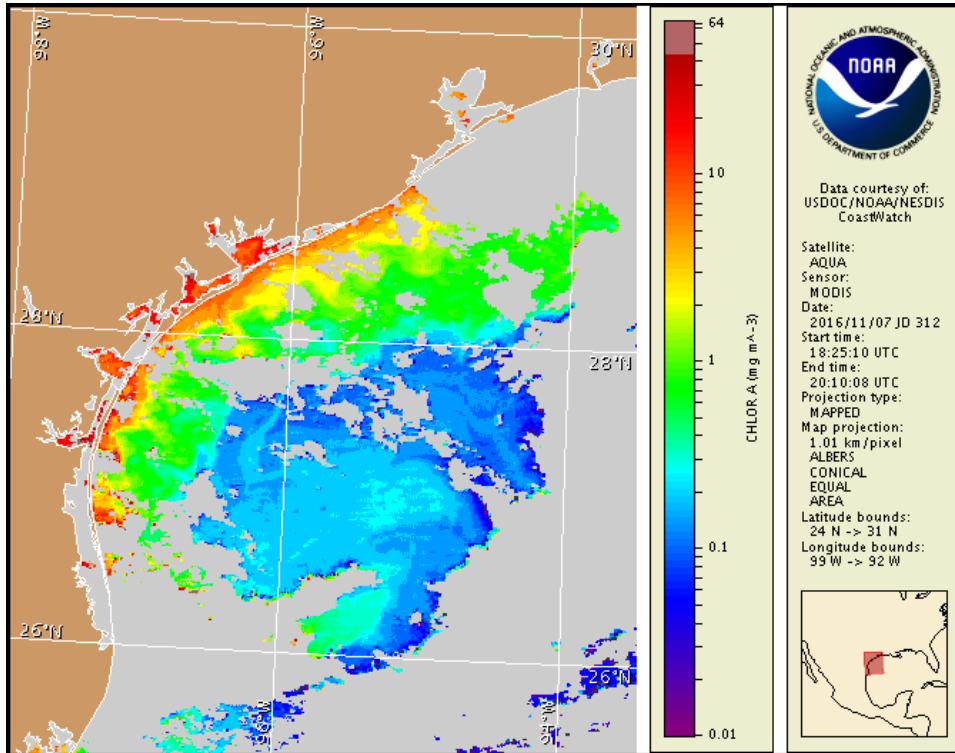 98°W
96°W
30°N
28°N
28°N
26°N
26°N
96°W
94°W
64
10
1
0.1
0.01
CHLOR A (mg m^-3)
NATIONAL OCEANIC AND ATMOSPHERIC ADMINISTRATION
NOAA
U.S. DEPARTMENT OF COMMERCE
Data courtesy of:
USDOC/NOAA/NESDIS
CoastWatch
Satellite:
AQUA
Sensor:
MODIS
Date:
2016/11/07 JD 312
Start time:
18:25:10 UTC
End time:
20:10:08 UTC
Projection type:
MAPPED
Map projection:
1.01 km/pixel
ALBERS
CONICAL
EQUAL
AREA
Latitude bounds:
24 N -> 31 N
Longitude bounds:
99 W -> 92 W